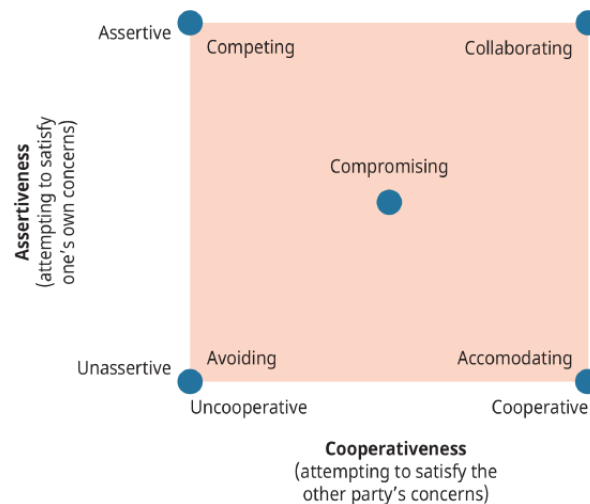 Assertive
Competing
Collaborating
Compromising
Assertiveness
(attempting to satisfy
one's own concerns)
Avoiding
Accomodating
Unassertive
Uncooperative
Cooperative
Cooperativeness
(attempting to satisfy the
other party's concerns)